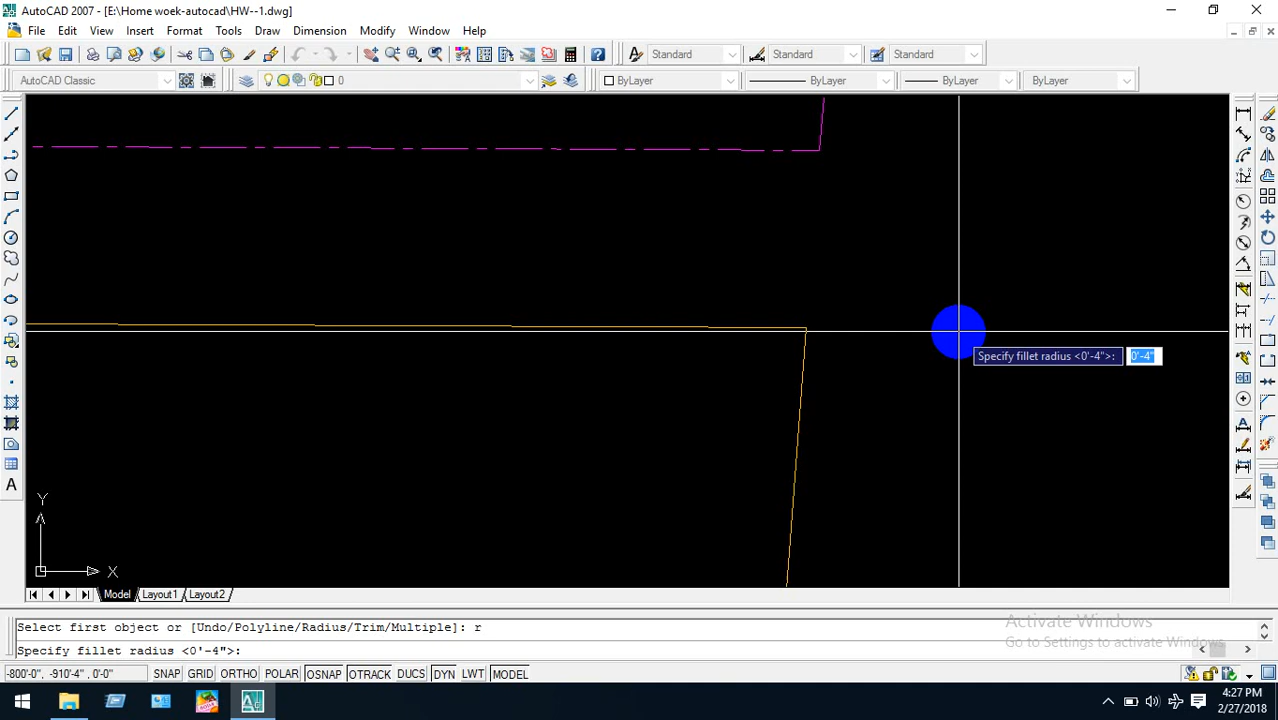 AutoCAD 2007 - [E:\Home woek-autocad\HW--1.dwg]
File Edit View Insert Format Tools Draw Dimension Modify Window Help
Standard Standard Standard
AutoCAD Classic 0 ByLayer ByLayer ByLayer ByLayer
Specify fillet radius <0'-4">: 0'-4"
Y
X
Model Layout1 Layout2
Select first object or [Undo/Polyline/Radius/Trim/Multiple]: r
Specify fillet radius <0'-4">:
Activate Windows
Go to Settings to activate Windows.
-800'-0", -910'-4", 0'-0" SNAP GRID ORTHO POLAR OSNAP OTRACK DUCS DYN LWT MODEL
4:27 PM
2/27/2018